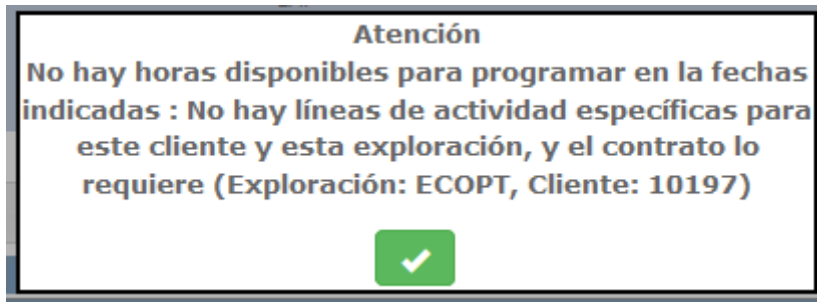 Atención
No hay horas disponibles para programar en la fechas
indicadas : No hay líneas de actividad específicas para
este cliente y esta exploración, y el contrato lo
requiere (Exploración: ECOPT, Cliente: 10197)